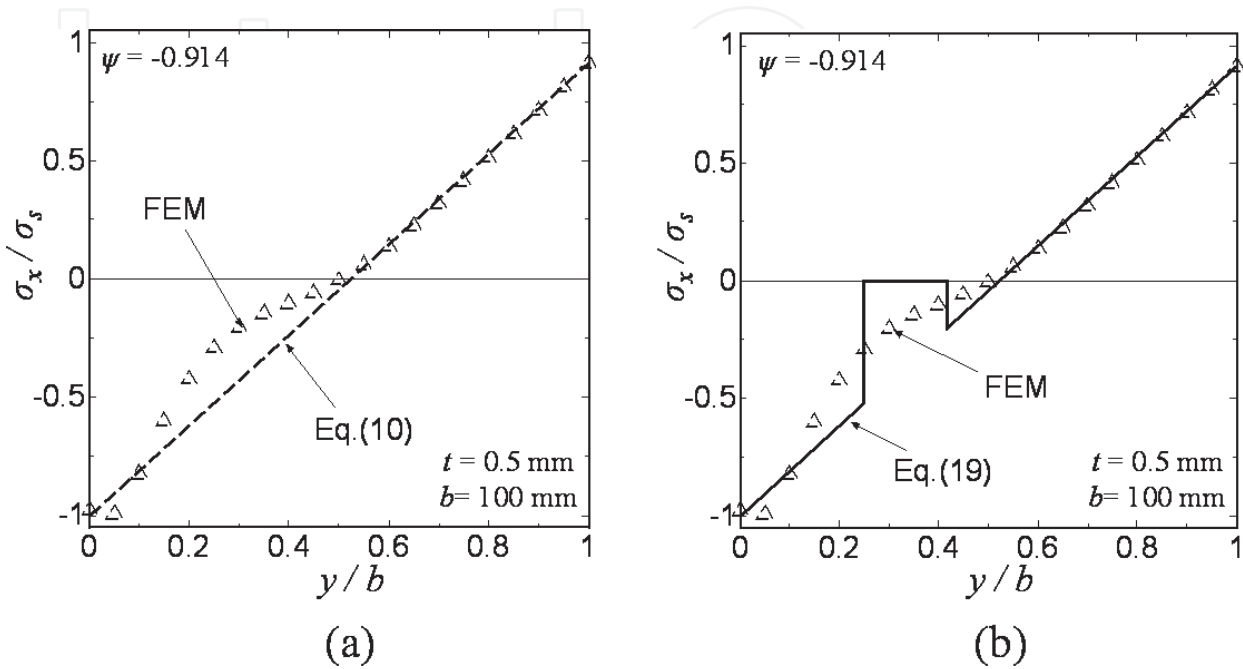 ψ = -0.914
1
0.5
0
-0.5
-1
σx / σs
FEM
Eq.(10)
t = 0.5 mm
b= 100 mm
0 0.2 0.4 0.6 0.8 1
y / b
(a)
ψ = -0.914
1
0.5
0
-0.5
-1
σx / σs
FEM
Eq.(19)
t = 0.5 mm
b= 100 mm
0 0.2 0.4 0.6 0.8 1
y / b
(b)